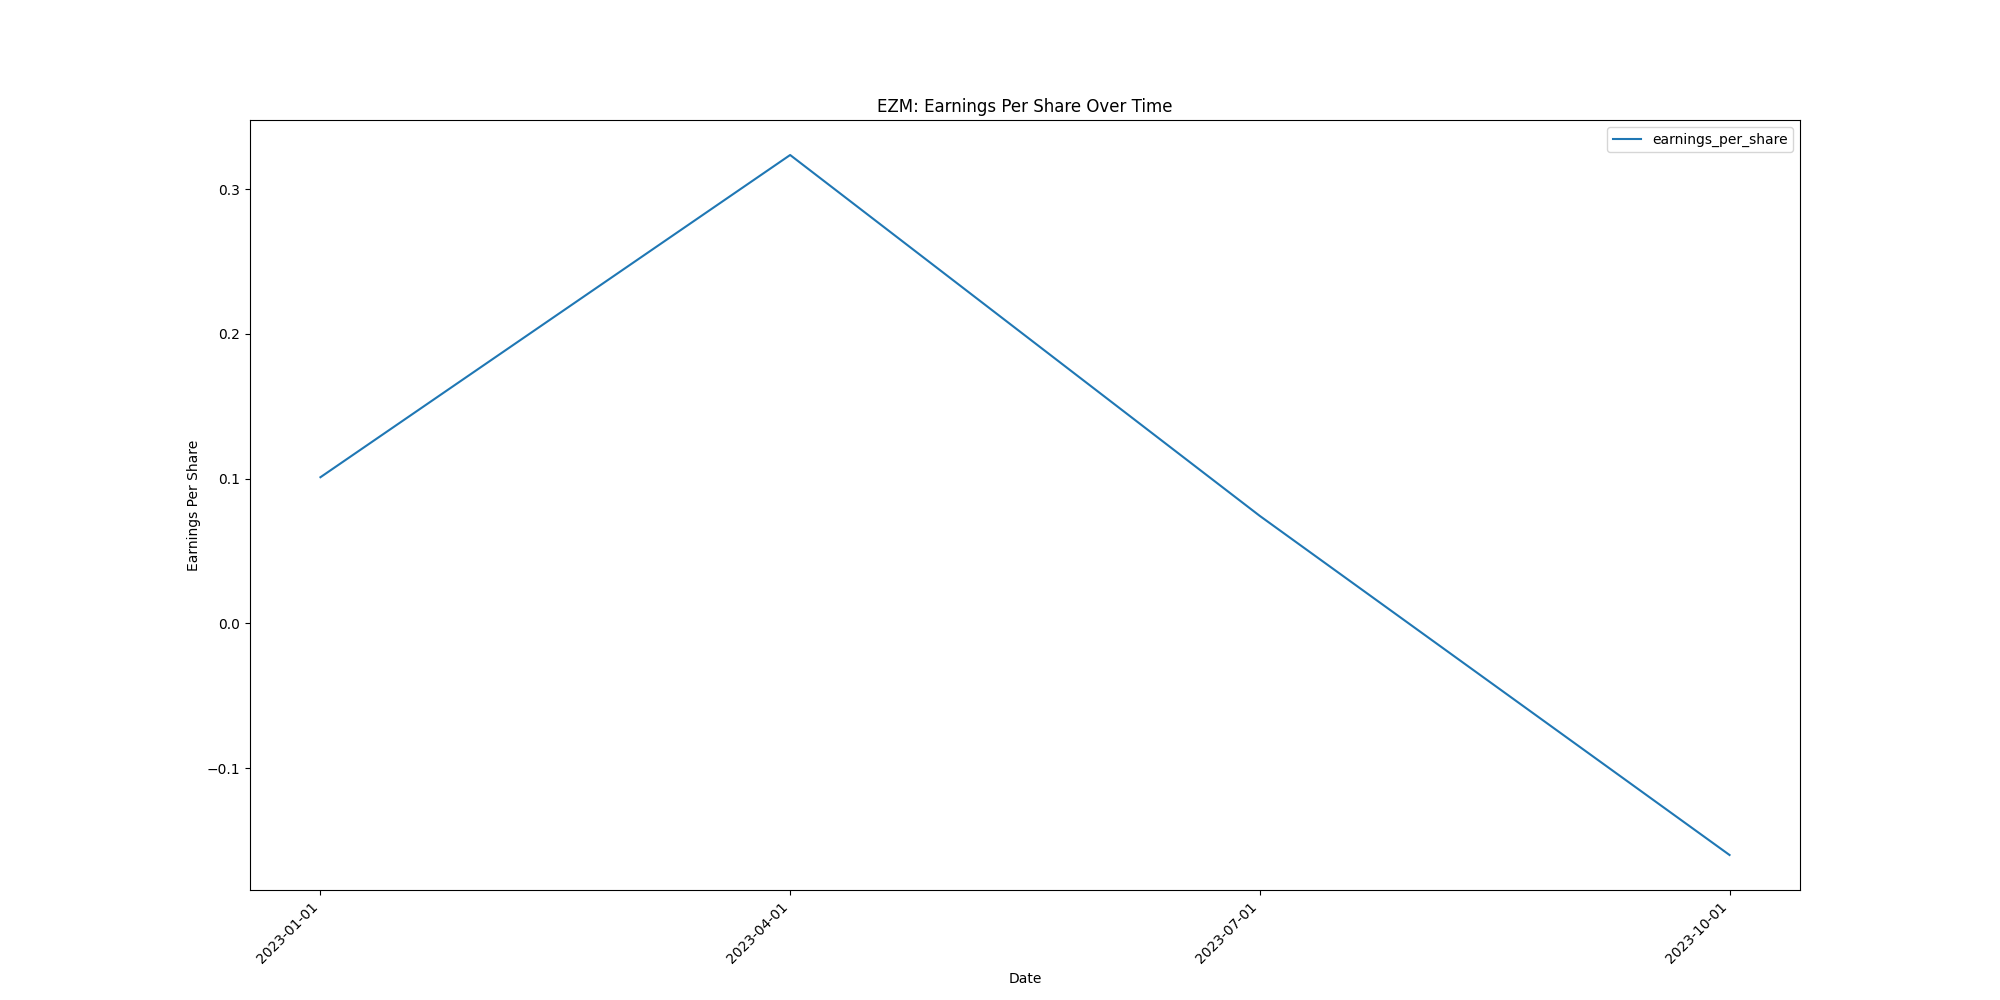 EZM: Earnings Per Share Over Time
earnings_per_share
Earnings Per Share
0.3
0.2
0.1
0.0
−0.1
2023-01-01
2023-04-01
2023-07-01
2023-10-01
Date